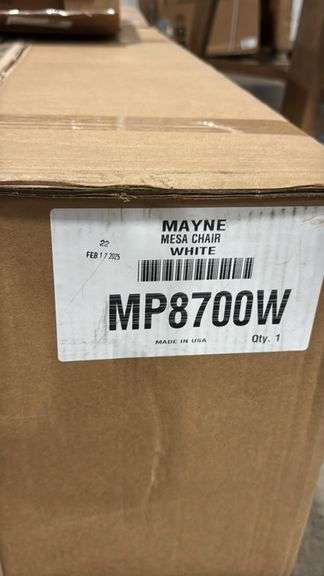 MAYNE
MESA CHAIR
WHITE
22
FEB 17 2025
MP8700W
MADE IN USA
Qty. 1